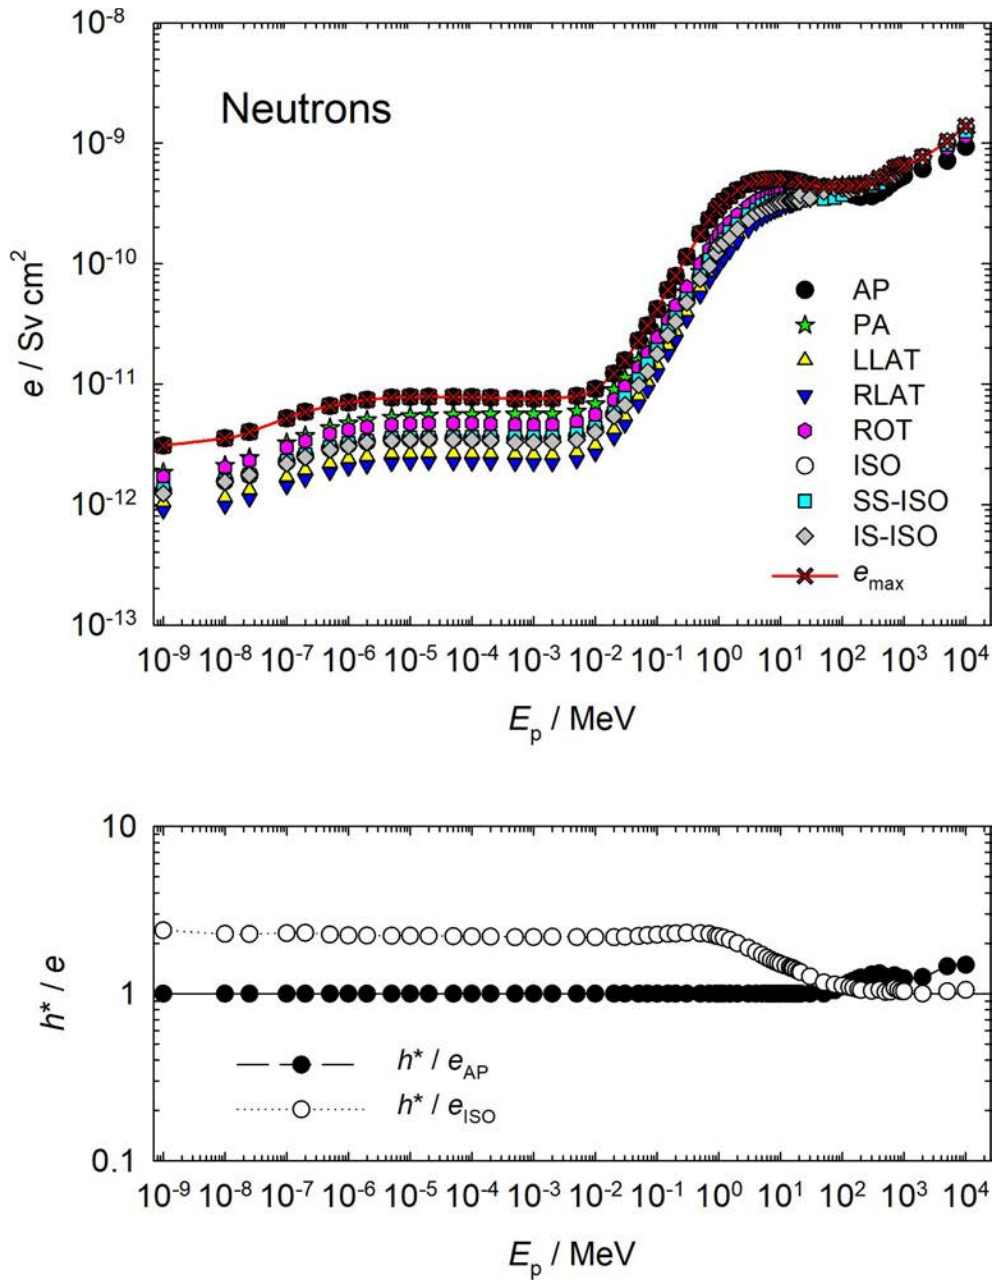 Neutrons
e / Sv cm²
10⁻⁸
10⁻⁹
10⁻¹⁰
10⁻¹¹
10⁻¹²
10⁻¹³
AP
PA
LLAT
RLAT
ROT
ISO
SS-ISO
IS-ISO
eₘₐₓ
10⁻⁹ 10⁻⁸ 10⁻⁷ 10⁻⁶ 10⁻⁵ 10⁻⁴ 10⁻³ 10⁻² 10⁻¹ 10⁰ 10¹ 10² 10³ 10⁴
Eₚ / MeV
h* / e
10
1
0.1
h* / e_AP
h* / e_ISO
10⁻⁹ 10⁻⁸ 10⁻⁷ 10⁻⁶ 10⁻⁵ 10⁻⁴ 10⁻³ 10⁻² 10⁻¹ 10⁰ 10¹ 10² 10³ 10⁴
Eₚ / MeV